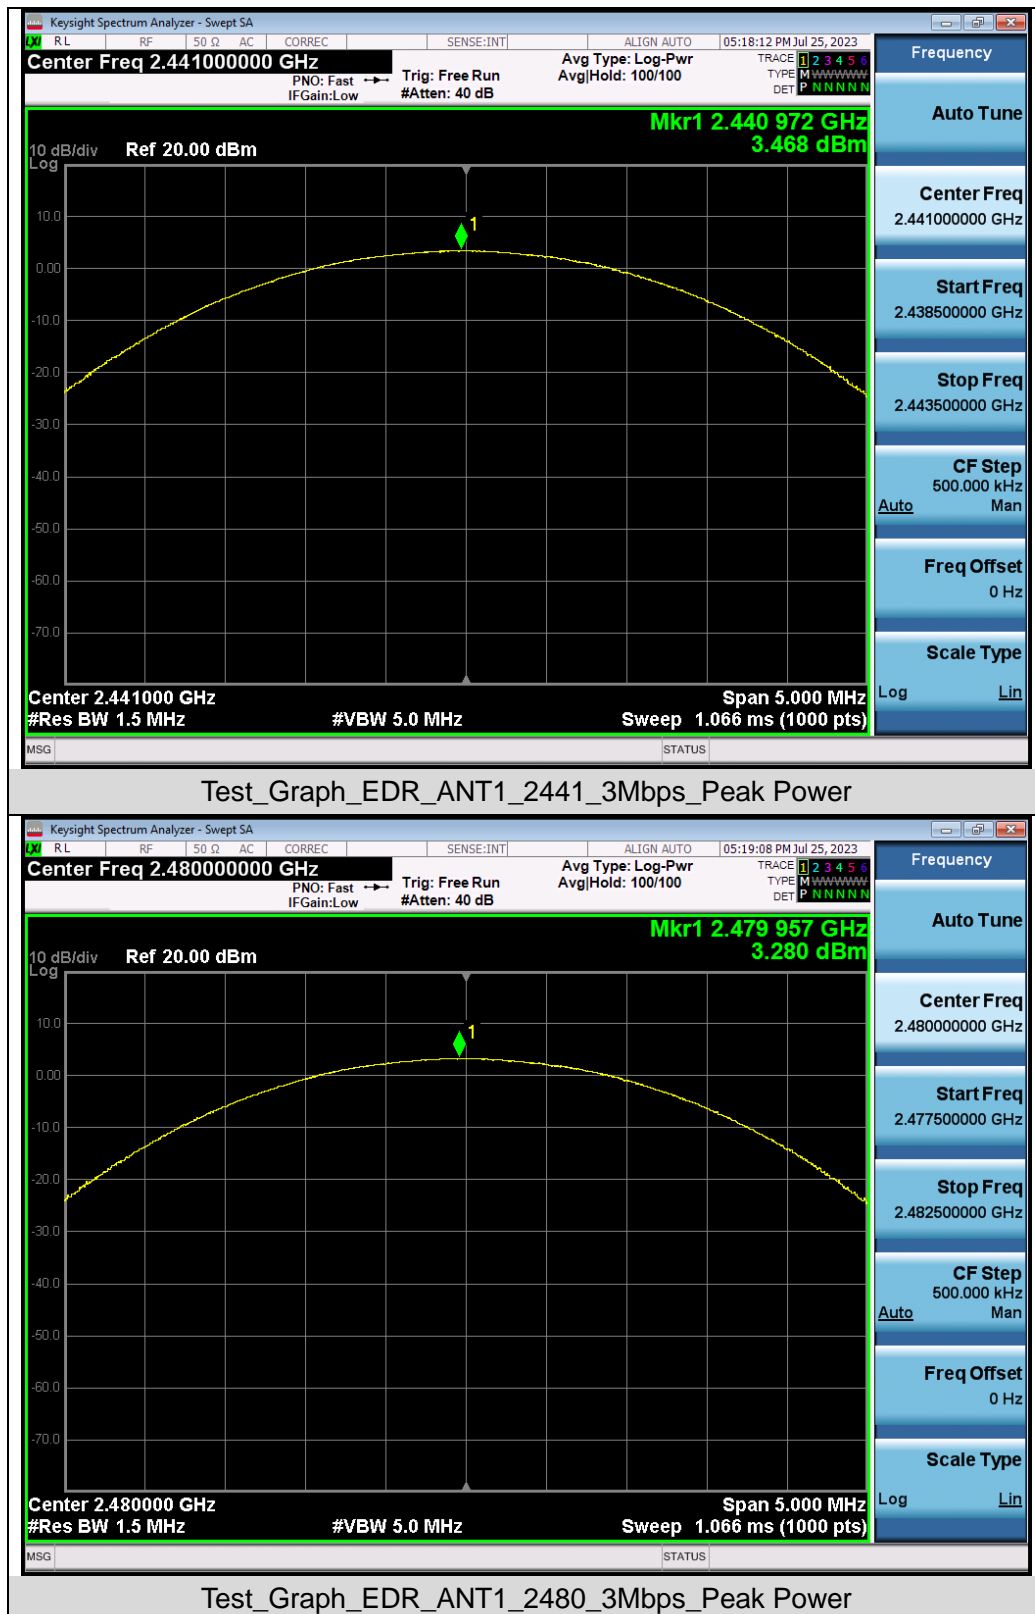 Keysight Spectrum Analyzer - Swept SA
LXI RL RF 50 Ω AC CORREC SENSE:INT ALIGN AUTO 05:18:12 PM Jul 25, 2023
Center Freq 2.441000000 GHz
PNO: Fast
IFGain:Low
Trig: Free Run
#Atten: 40 dB
Avg Type: Log-Pwr
Avg|Hold: 100/100
TRACE 1 2 3 4 5 6
TYPE M WWWWW
DET P N N N N N
Frequency
Mkr1 2.440 972 GHz
3.468 dBm
10 dB/div Ref 20.00 dBm
Log
10.0
0.00
-10.0
-20.0
-30.0
-40.0
-50.0
-60.0
-70.0
1
Center 2.441000 GHz Span 5.000 MHz
#Res BW 1.5 MHz #VBW 5.0 MHz Sweep 1.066 ms (1000 pts)
Auto Tune
Center Freq
2.441000000 GHz
Start Freq
2.438500000 GHz
Stop Freq
2.443500000 GHz
CF Step
500.000 kHz
Auto Man
Freq Offset
0 Hz
Scale Type
Log Lin
MSG STATUS
Test_Graph_EDR_ANT1_2441_3Mbps_Peak Power
Keysight Spectrum Analyzer - Swept SA
LXI RL RF 50 Ω AC CORREC SENSE:INT ALIGN AUTO 05:19:08 PM Jul 25, 2023
Center Freq 2.480000000 GHz
PNO: Fast
IFGain:Low
Trig: Free Run
#Atten: 40 dB
Avg Type: Log-Pwr
Avg|Hold: 100/100
TRACE 1 2 3 4 5 6
TYPE M WWWWW
DET P N N N N N
Frequency
Mkr1 2.479 957 GHz
3.280 dBm
10 dB/div Ref 20.00 dBm
Log
10.0
0.00
-10.0
-20.0
-30.0
-40.0
-50.0
-60.0
-70.0
1
Center 2.480000 GHz Span 5.000 MHz
#Res BW 1.5 MHz #VBW 5.0 MHz Sweep 1.066 ms (1000 pts)
Auto Tune
Center Freq
2.480000000 GHz
Start Freq
2.477500000 GHz
Stop Freq
2.482500000 GHz
CF Step
500.000 kHz
Auto Man
Freq Offset
0 Hz
Scale Type
Log Lin
MSG STATUS
Test_Graph_EDR_ANT1_2480_3Mbps_Peak Power